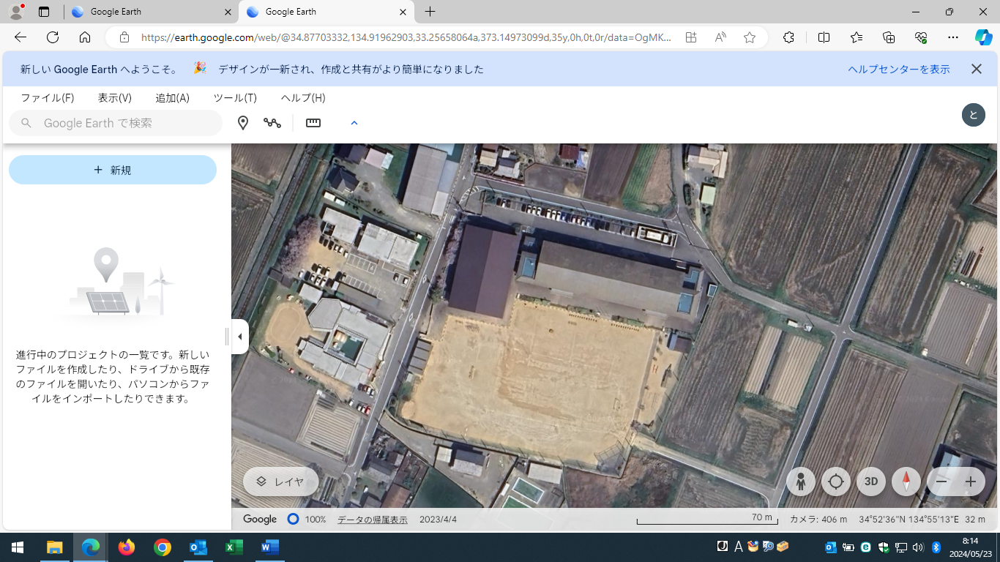 Google Earth
Google Earth
https://earth.google.com/web/@34.87703332,134.91962903,33.25658064a,373.14973099d,35y,0h,0t,0r/data=OgMK...
新しい Google Earth へようこそ。 🎉 デザインが一新され、作成と共有がより簡単になりました ヘルプセンターを表示
ファイル(F) 表示(V) 追加(A) ツール(T) ヘルプ(H)
Google Earth で検索
と
+ 新規
進行中のプロジェクトの一覧です。新しい
ファイルを作成したり、ドライブから既存
のファイルを開いたり、パソコンからファ
イルをインポートしたりできます。
レイヤ
3D
Google 100% データの帰属表示 2023/4/4 70 m カメラ: 406 m 34°52'36"N 134°55'13"E 32 m
A
8:14
2024/05/23